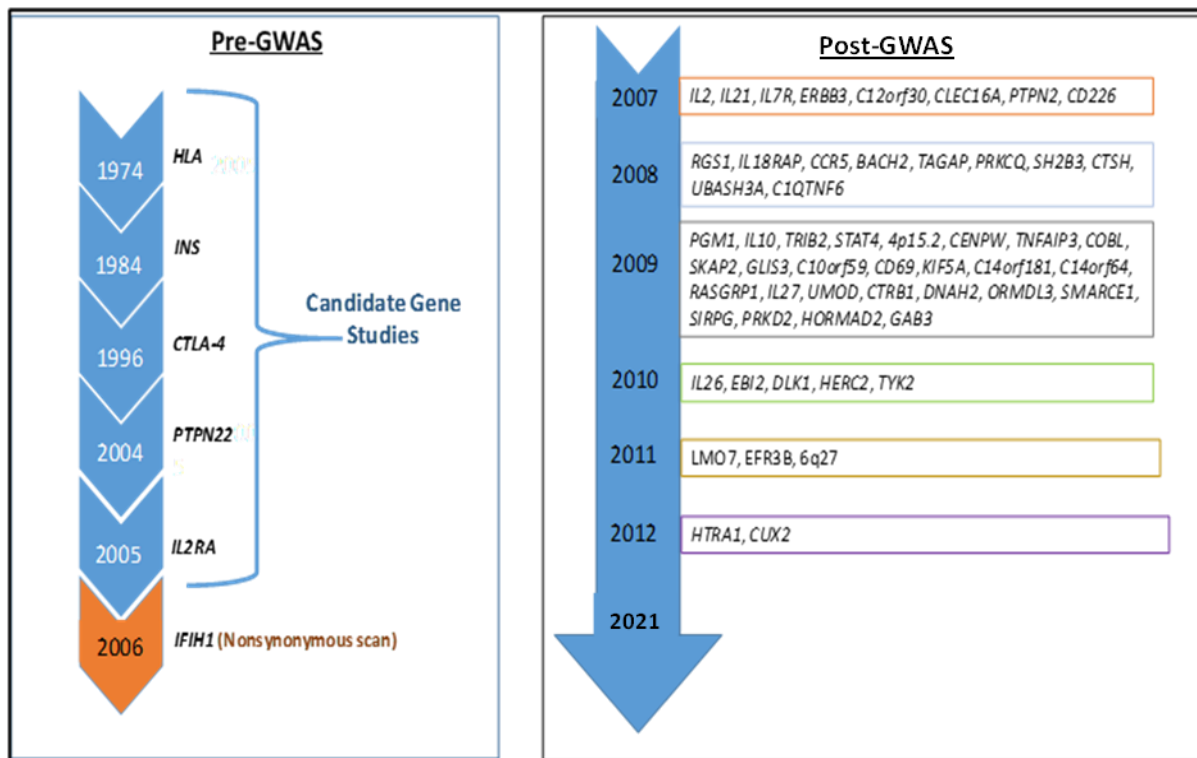 Pre-GWAS
1974
HLA
1984
INS
Candidate Gene
Studies
1996
CTLA-4
2004
PTPN22
2005
IL2RA
2006
IFIH1 (Nonsynonymous scan)
Post-GWAS
2007
IL2, IL21, IL7R, ERBB3, C12orf30, CLEC16A, PTPN2, CD226
2008
RGS1, IL18RAP, CCR5, BACH2, TAGAP, PRKCQ, SH2B3, CTSH,
UBASH3A, C1QTNF6
2009
PGM1, IL10, TRIB2, STAT4, 4p15.2, CENPW, TNFAIP3, COBL,
SKAP2, GLIS3, C10orf59, CD69, KIF5A, C14orf181, C14orf64,
RASGRP1, IL27, UMOD, CTRB1, DNAH2, ORMDL3, SMARCE1,
SIRPG, PRKD2, HORMAD2, GAB3
2010
IL26, EBI2, DLK1, HERC2, TYK2
2011
LMO7, EFR3B, 6q27
2012
HTRA1, CUX2
2021